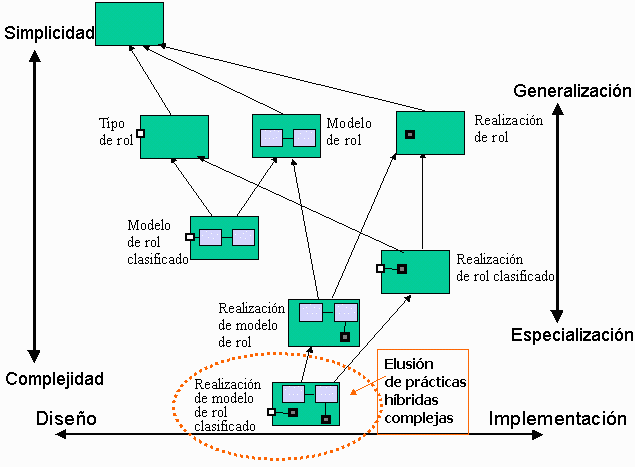 Simplicidad
Generalización
Tipo
de rol
Modelo
de rol
Realización
de rol
Modelo
de rol
clasificado
Realización
de rol clasificado
Realización
de modelo
de rol
Especialización
Complejidad
Realización
de modelo
de rol
clasificado
Elusión
de prácticas
híbridas
complejas
Diseño
Implementación